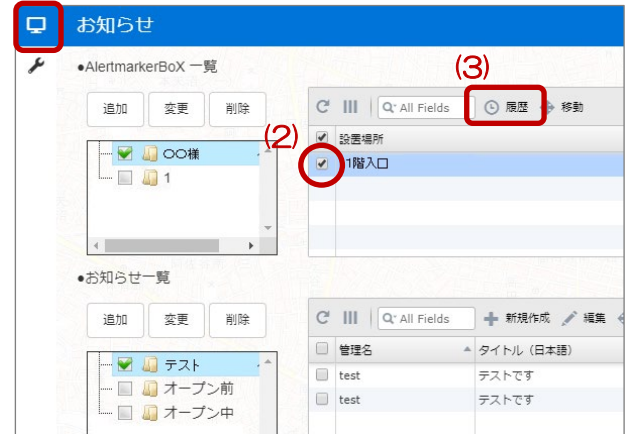 お知らせ
●AlertmarkerBoX 一覧
(3)
追加 変更 削除
All Fields 履歴 移動
(2)
〇〇様
1
設置場所
1階入口
●お知らせ一覧
追加 変更 削除
All Fields 新規作成 編集
テスト
オープン前
オープン中
管理名 タイトル（日本語）
test テストです
test テストです